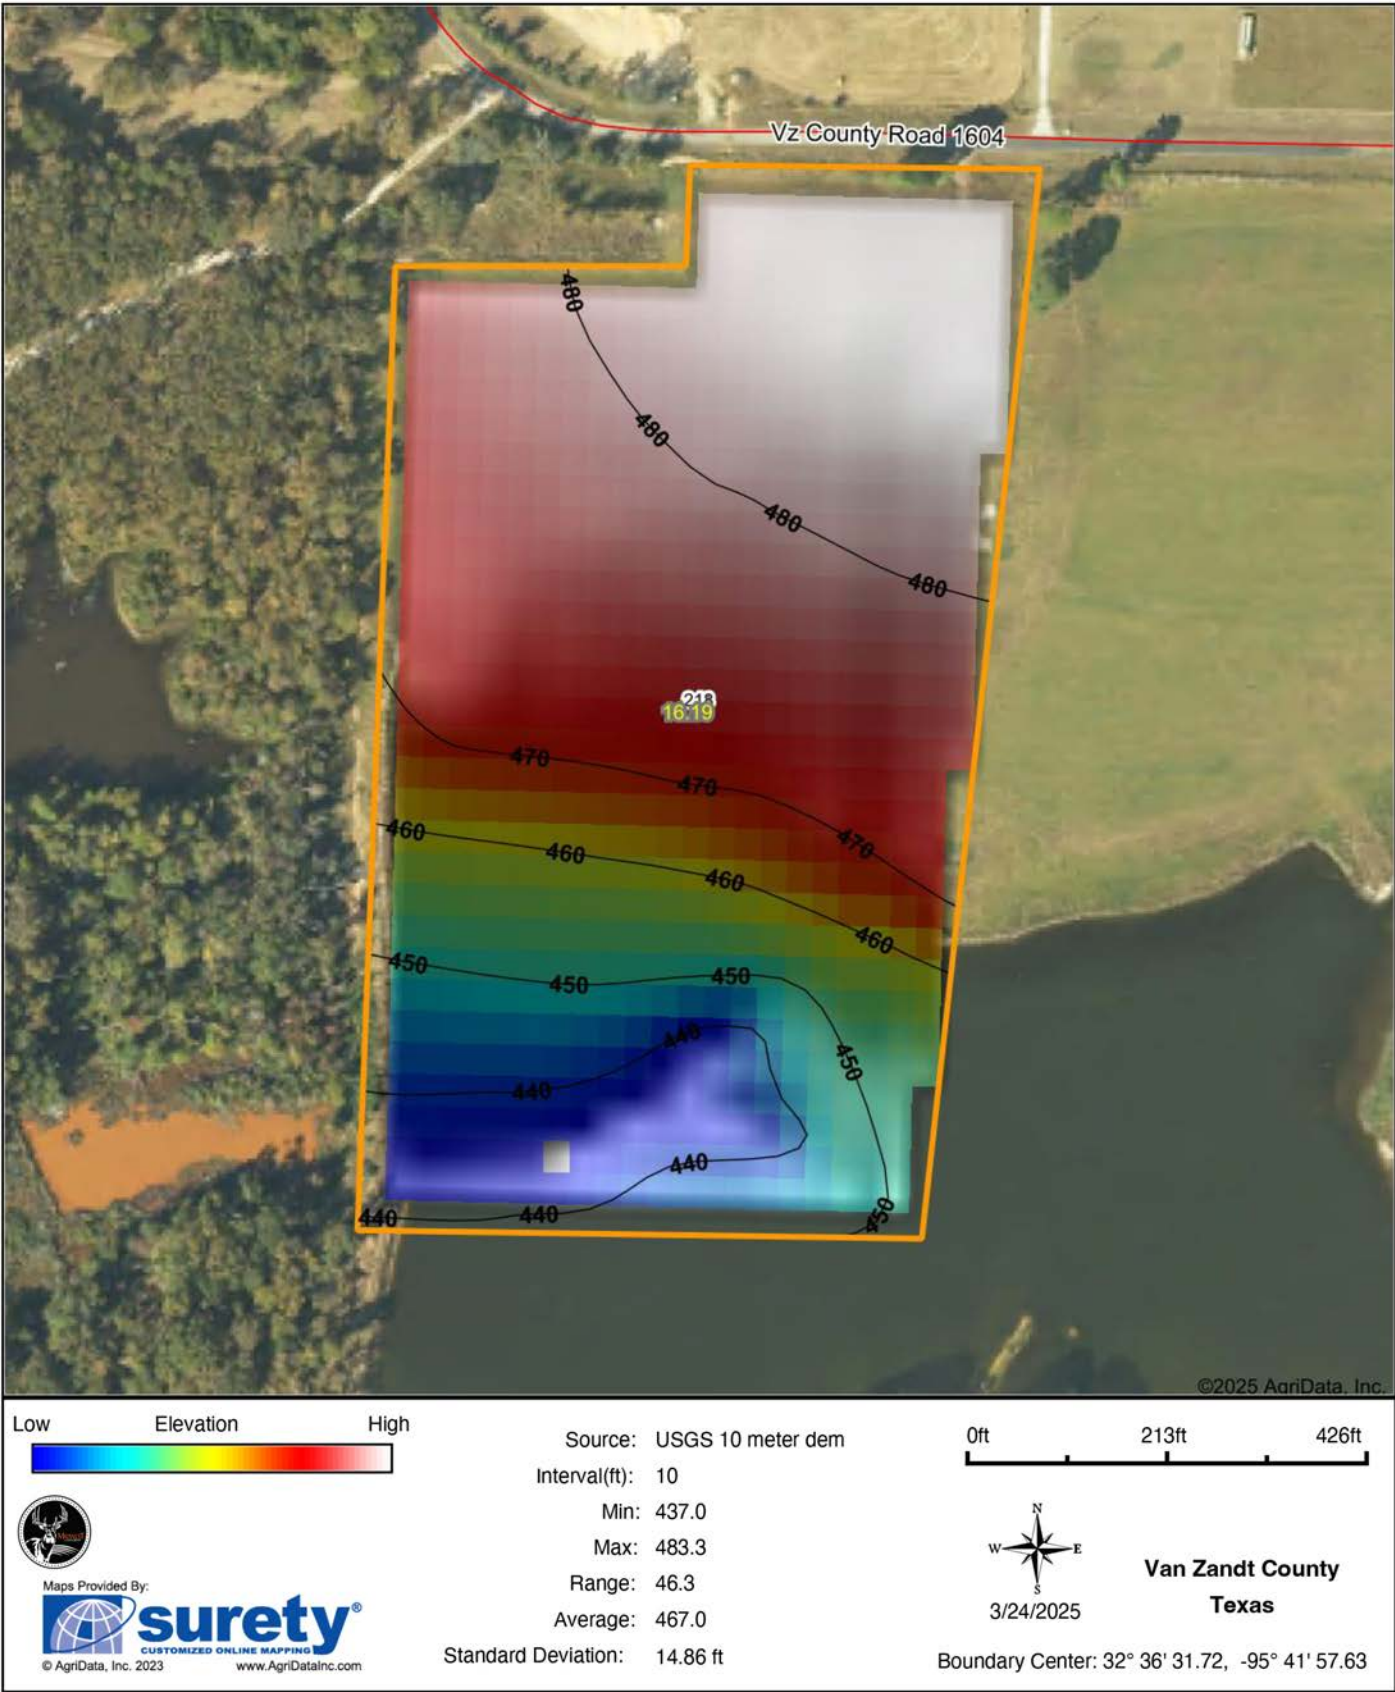 Vz County Road 1604
480
480
480
480
218
16.19
470
470
470
460
460
460
460
450
450
450
450
440
440
440
440
440
450
©2025 AgriData, Inc.
Low Elevation High
Source: USGS 10 meter dem
Interval(ft): 10
Min: 437.0
Max: 483.3
Range: 46.3
Average: 467.0
Standard Deviation: 14.86 ft
0ft 213ft 426ft
N
W E
S
3/24/2025
Van Zandt County
Texas
Boundary Center: 32° 36' 31.72, -95° 41' 57.63
Maps Provided By:
surety®
CUSTOMIZED ONLINE MAPPING
© AgriData, Inc. 2023 www.AgriDataInc.com